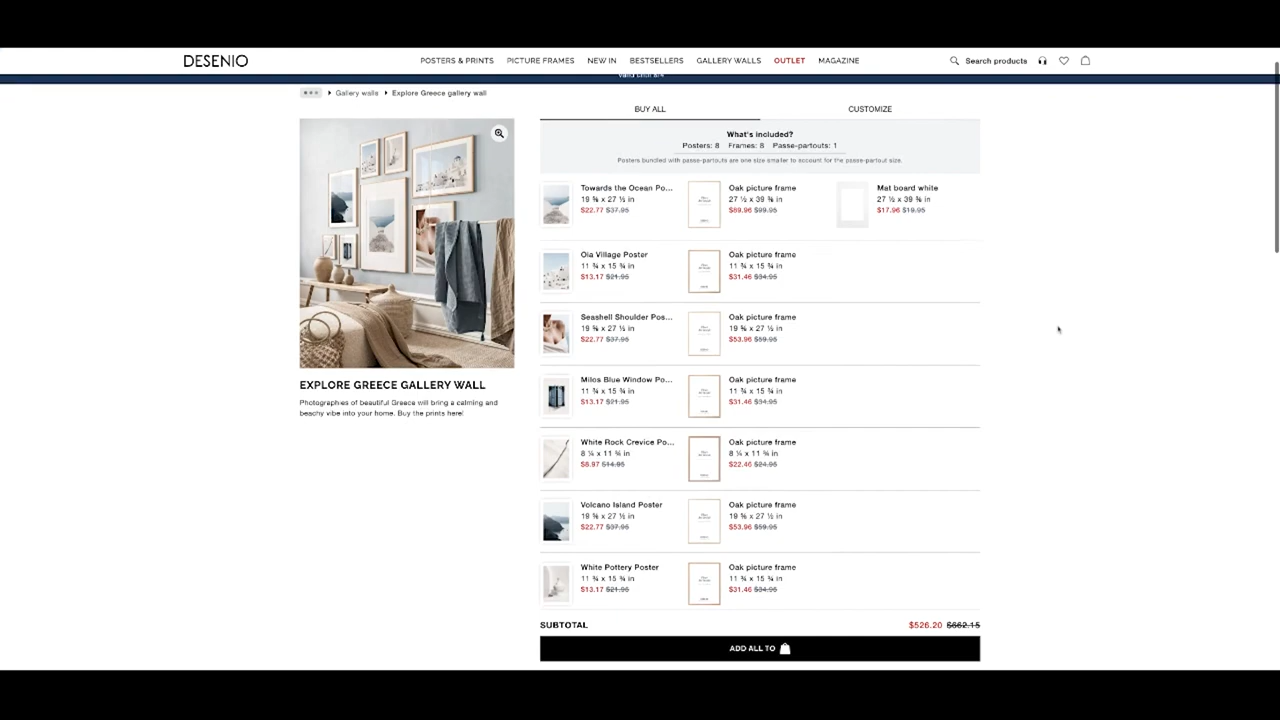 DESENIO
POSTERS & PRINTS PICTURE FRAMES NEW IN BESTSELLERS GALLERY WALLS OUTLET MAGAZINE
Search products
Valid until 8/4
Gallery walls Explore Greece gallery wall
BUY ALL CUSTOMIZE
What's included?
Posters: 8 Frames: 8 Passe-partouts: 1
Posters bundled with passe-partouts are one size smaller to account for the passe-partout size.
Towards the Ocean Po... Oak picture frame Mat board white
19 ⅝ x 27 ½ in 27 ½ x 39 ⅜ in 27 ½ x 39 ⅜ in
$22.77 $37.95 $89.96 $99.95 $17.96 $19.95
Oia Village Poster Oak picture frame
11 ¾ x 15 ¾ in 11 ¾ x 15 ¾ in
$13.17 $21.95 $31.46 $34.95
Seashell Shoulder Pos... Oak picture frame
19 ⅝ x 27 ½ in 19 ⅝ x 27 ½ in
$22.77 $37.95 $53.96 $59.95
Milos Blue Window Po... Oak picture frame
11 ¾ x 15 ¾ in 11 ¾ x 15 ¾ in
$13.17 $21.95 $31.46 $34.95
White Rock Crevice Po... Oak picture frame
8 ¼ x 11 ¾ in 8 ¼ x 11 ¾ in
$8.97 $14.95 $22.46 $24.95
Volcano Island Poster Oak picture frame
19 ⅝ x 27 ½ in 19 ⅝ x 27 ½ in
$22.77 $37.95 $53.96 $59.95
White Pottery Poster Oak picture frame
11 ¾ x 15 ¾ in 11 ¾ x 15 ¾ in
$13.17 $21.95 $31.46 $34.95
EXPLORE GREECE GALLERY WALL
Photographies of beautiful Greece will bring a calming and
beachy vibe into your home. Buy the prints here!
SUBTOTAL $526.20 $662.15
ADD ALL TO